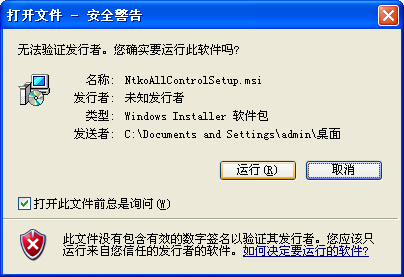 打开文件 - 安全警告
无法验证发行者。您确实要运行此软件吗?
名称: NtkoAllControlSetup.msi
发行者: 未知发行者
类型: Windows Installer 软件包
发送者: C:\Documents and Settings\admin\桌面
运行(R) 取消
打开此文件前总是询问(W)
此文件没有包含有效的数字签名以验证其发行者。您应该只
运行来自您信任的发行者的软件。如何决定要运行的软件?